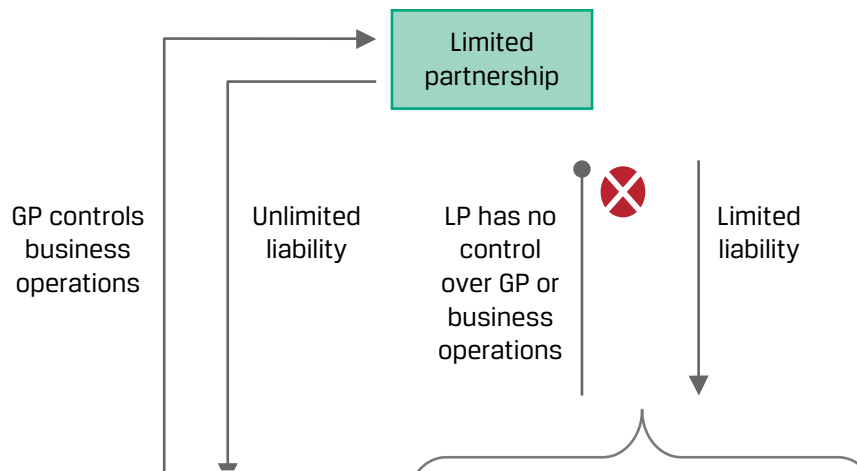 Limited
partnership
GP controls
business
operations
Unlimited
liability
LP has no
control
over GP or
business
operations
Limited
liability